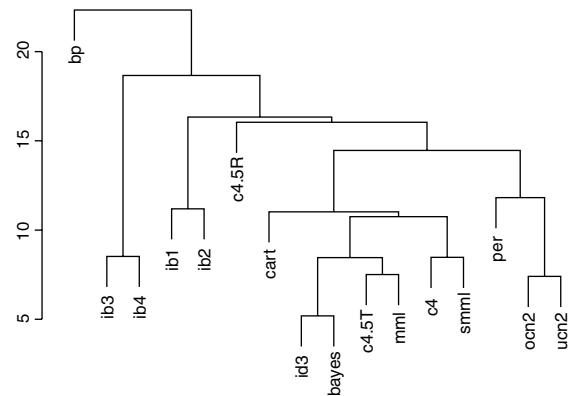 20
15
10
5
bp
ib3
ib4
ib1
ib2
c4.5R
cart
id3
bayes
c4.5T
mml
c4
smml
per
ocn2
ucn2